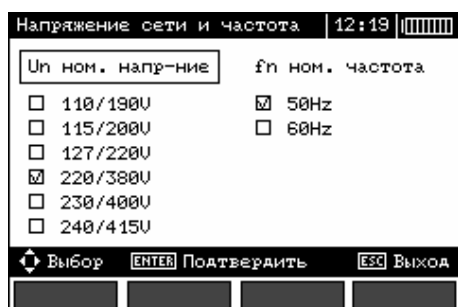 Напряжение сети и частота 12:19
Un ном. напр-ние fn ном. частота
110/190V 50Hz
115/200V 60Hz
127/220V
220/380V
230/400V
240/415V
Выбор ENTER Подтвердить ESC Выход